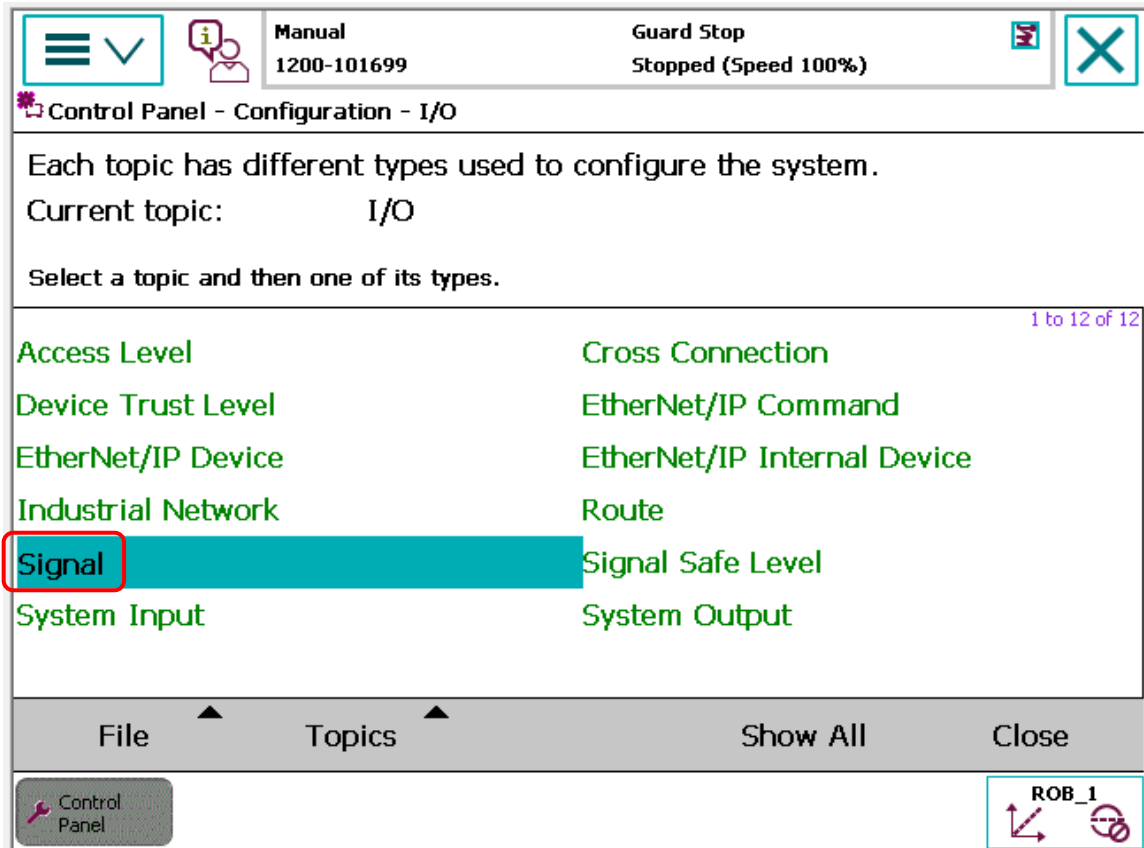 Manual
1200-101699
Guard Stop
Stopped (Speed 100%)
Control Panel - Configuration - I/O
Each topic has different types used to configure the system.
Current topic: I/O
Select a topic and then one of its types.
1 to 12 of 12
Access Level Cross Connection
Device Trust Level EtherNet/IP Command
EtherNet/IP Device EtherNet/IP Internal Device
Industrial Network Route
Signal Signal Safe Level
System Input System Output
File Topics Show All Close
Control
Panel
ROB_1